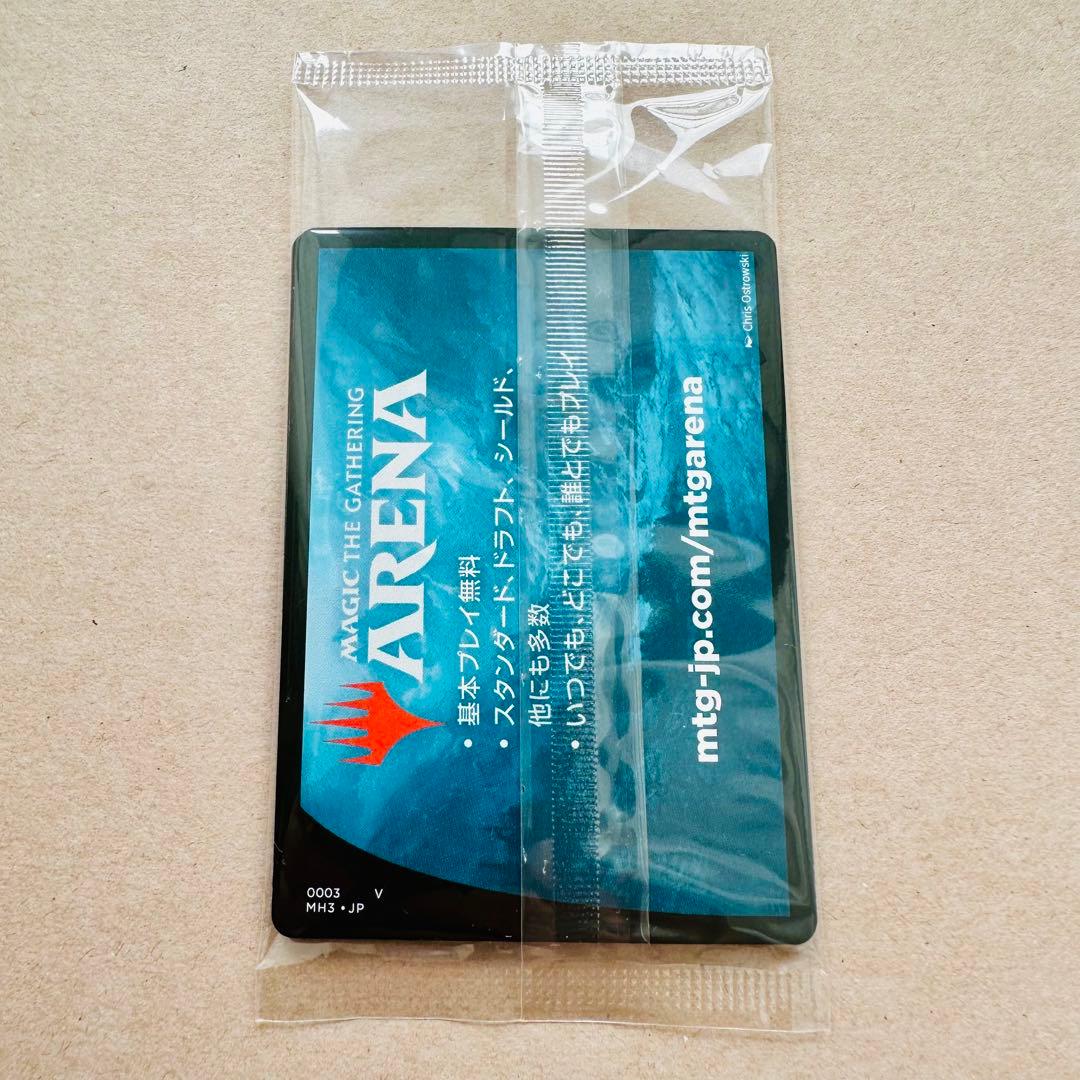 MAGIC THE GATHERING
ARENA
• 基本プレイ無料
• スタンダード、ドラフト、シールド、
他にも多数
• いつでも、どこでも、誰とでもプレイ
mtg-jp.com/mtgarena
Chris Ostrowski
0003 V
MH3 • JP